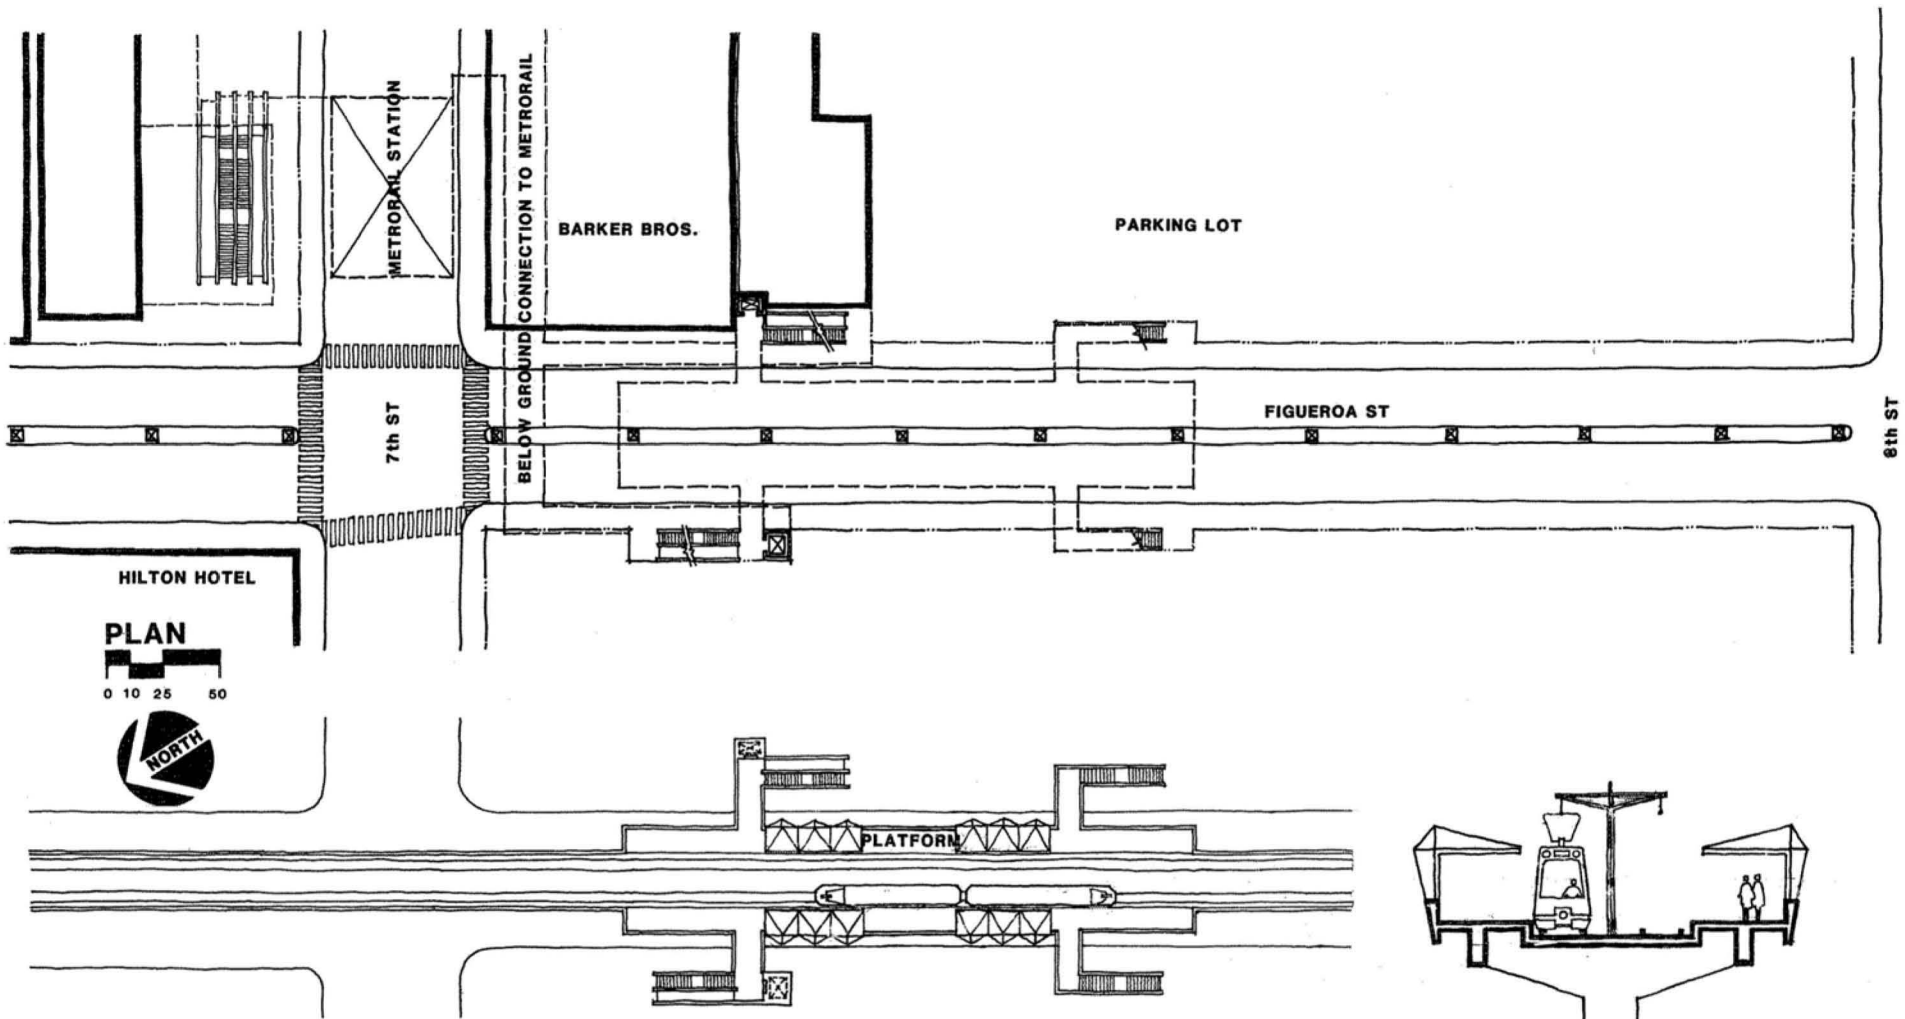 METRORAIL STATION
BELOW GROUND CONNECTION TO METRORAIL
BARKER BROS.
PARKING LOT
7th ST
FIGUEROA ST
8th ST
HILTON HOTEL
PLAN
0 10 25 50
NORTH
PLATFORM